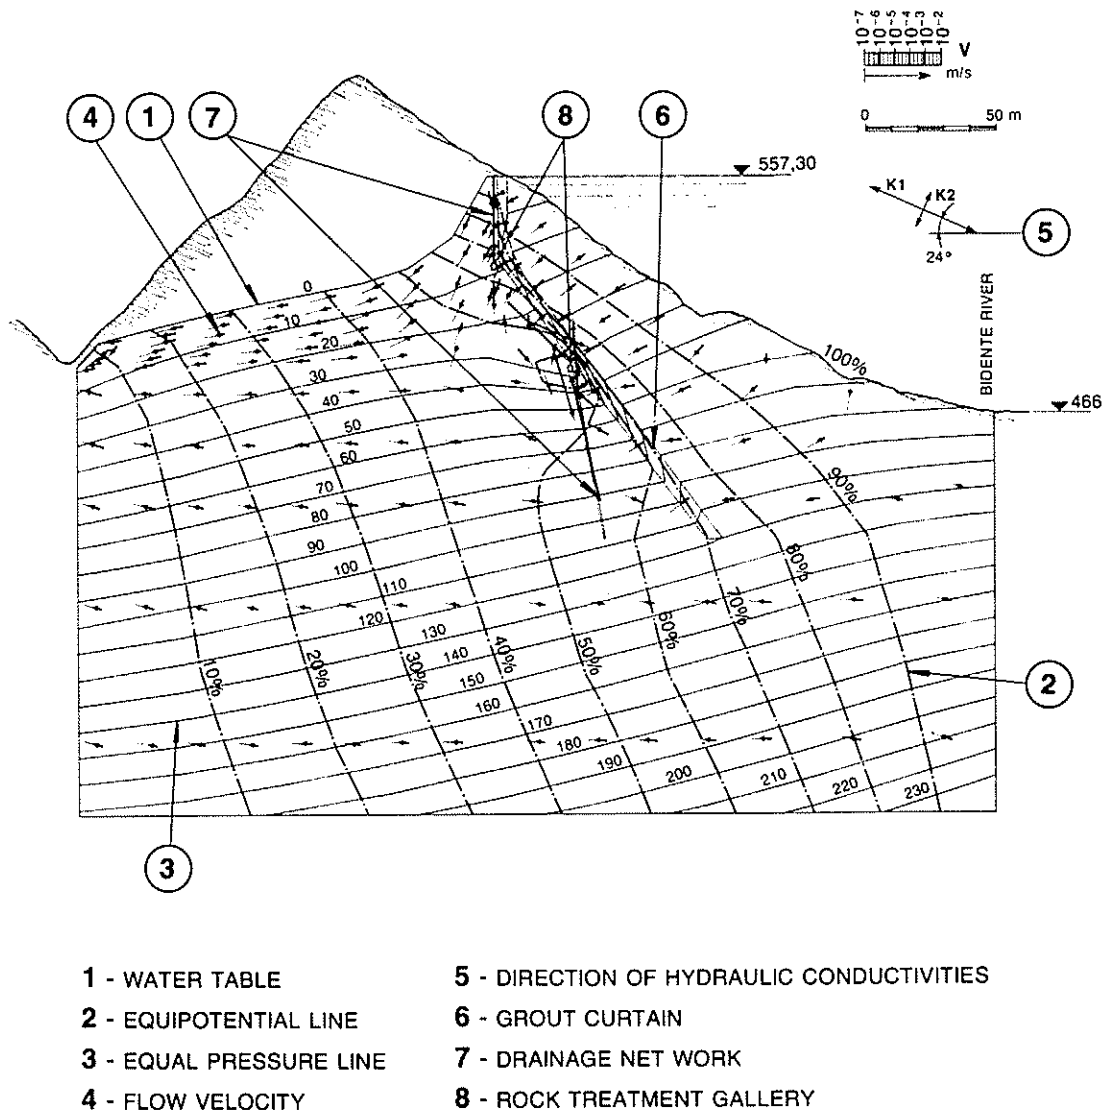 10⁻⁷ 10⁻⁶ 10⁻⁵ 10⁻⁴ 10⁻³ 10⁻²
V
m/s
4 1 7 8 6
0 50 m
557,30
K1 K2
5
24°
BIDENTE RIVER
0
10
20
30
40
50
60
70
80
90
100
110
120
130
140
150
160
170
180
190
200
210
220
230
100%
466
90%
80%
70%
60%
50%
40%
30%
20%
10%
2
3
1 - WATER TABLE
2 - EQUIPOTENTIAL LINE
3 - EQUAL PRESSURE LINE
4 - FLOW VELOCITY
5 - DIRECTION OF HYDRAULIC CONDUCTIVITIES
6 - GROUT CURTAIN
7 - DRAINAGE NET WORK
8 - ROCK TREATMENT GALLERY